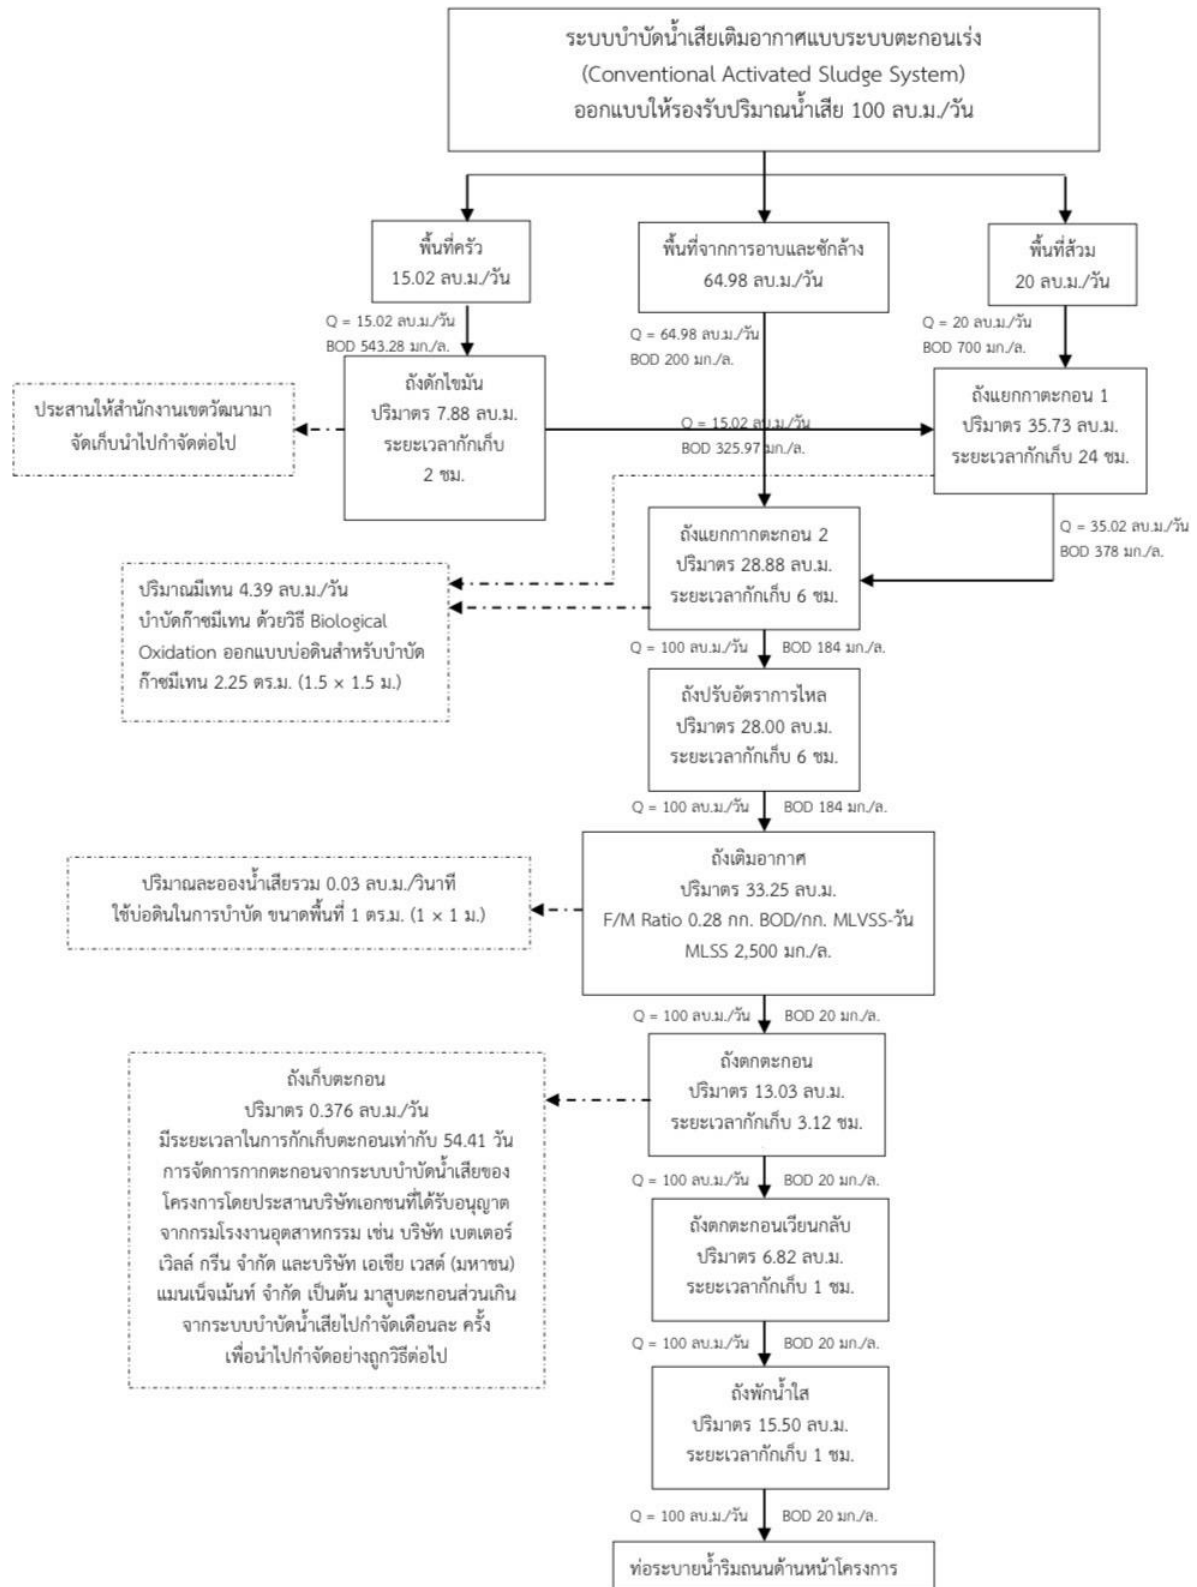 ระบบบำบัดน้ำเสียเติมอากาศแบบระบบตะกอนเร่ง
(Conventional Activated Sludge System)
ออกแบบให้รองรับปริมาณน้ำเสีย 100 ลบ.ม./วัน
พื้นที่ครัว
15.02 ลบ.ม./วัน
พื้นที่จากการอาบและซักล้าง
64.98 ลบ.ม./วัน
พื้นที่ส้วม
20 ลบ.ม./วัน
Q = 15.02 ลบ.ม./วัน
BOD 543.28 มก./ล.
Q = 64.98 ลบ.ม./วัน
BOD 200 มก./ล.
Q = 20 ลบ.ม./วัน
BOD 700 มก./ล.
ประสานให้สำนักงานเขตวัฒนามา
จัดเก็บนำไปกำจัดต่อไป
ถังดักไขมัน
ปริมาตร 7.88 ลบ.ม.
ระยะเวลากักเก็บ
2 ชม.
Q = 15.02 ลบ.ม./วัน
BOD 325.97 มก./ล.
ถังแยกกาตะกอน 1
ปริมาตร 35.73 ลบ.ม.
ระยะเวลากักเก็บ 24 ชม.
Q = 35.02 ลบ.ม./วัน
BOD 378 มก./ล.
ถังแยกกากตะกอน 2
ปริมาตร 28.88 ลบ.ม.
ระยะเวลากักเก็บ 6 ชม.
ปริมาณมีเทน 4.39 ลบ.ม./วัน
บำบัดก๊าซมีเทน ด้วยวิธี Biological
Oxidation ออกแบบบ่อดินสำหรับบำบัด
ก๊าซมีเทน 2.25 ตร.ม. (1.5 × 1.5 ม.)
Q = 100 ลบ.ม./วัน BOD 184 มก./ล.
ถังปรับอัตราการไหล
ปริมาตร 28.00 ลบ.ม.
ระยะเวลากักเก็บ 6 ชม.
Q = 100 ลบ.ม./วัน BOD 184 มก./ล.
ถังเติมอากาศ
ปริมาตร 33.25 ลบ.ม.
F/M Ratio 0.28 กก. BOD/กก. MLVSS-วัน
MLSS 2,500 มก./ล.
ปริมาณละอองน้ำเสียรวม 0.03 ลบ.ม./วินาที
ใช้บ่อดินในการบำบัด ขนาดพื้นที่ 1 ตร.ม. (1 × 1 ม.)
Q = 100 ลบ.ม./วัน BOD 20 มก./ล.
ถังตกตะกอน
ปริมาตร 13.03 ลบ.ม.
ระยะเวลากักเก็บ 3.12 ชม.
ถังเก็บตะกอน
ปริมาตร 0.376 ลบ.ม./วัน
มีระยะเวลาในการกักเก็บตะกอนเท่ากับ 54.41 วัน
การจัดการกากตะกอนจากระบบบำบัดน้ำเสียของ
โครงการโดยประสานบริษัทเอกชนที่ได้รับอนุญาต
จากกรมโรงงานอุตสาหกรรม เช่น บริษัท เบตเตอร์
เวิลล์ กรีน จำกัด และบริษัท เอเชีย เวสต์ (มหาชน)
แมนเน็จเม้นท์ จำกัด เป็นต้น มาสูบตะกอนส่วนเกิน
จากระบบบำบัดน้ำเสียไปกำจัดเดือนละ ครั้ง
เพื่อนำไปกำจัดอย่างถูกวิธีต่อไป
Q = 100 ลบ.ม./วัน BOD 20 มก./ล.
ถังตกตะกอนเวียนกลับ
ปริมาตร 6.82 ลบ.ม.
ระยะเวลากักเก็บ 1 ชม.
Q = 100 ลบ.ม./วัน BOD 20 มก./ล.
ถังพักน้ำใส
ปริมาตร 15.50 ลบ.ม.
ระยะเวลากักเก็บ 1 ชม.
Q = 100 ลบ.ม./วัน BOD 20 มก./ล.
ท่อระบายน้ำริมถนนด้านหน้าโครงการ